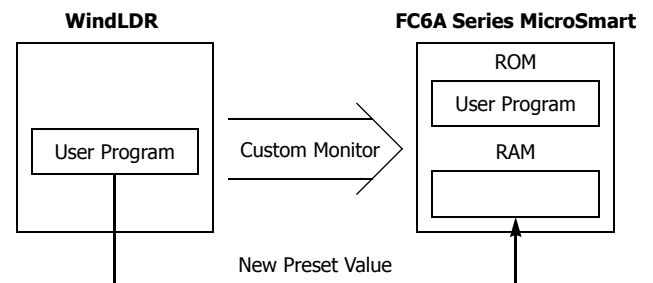 WindLDR
FC6A Series MicroSmart
ROM
User Program
User Program
Custom Monitor
RAM
New Preset Value